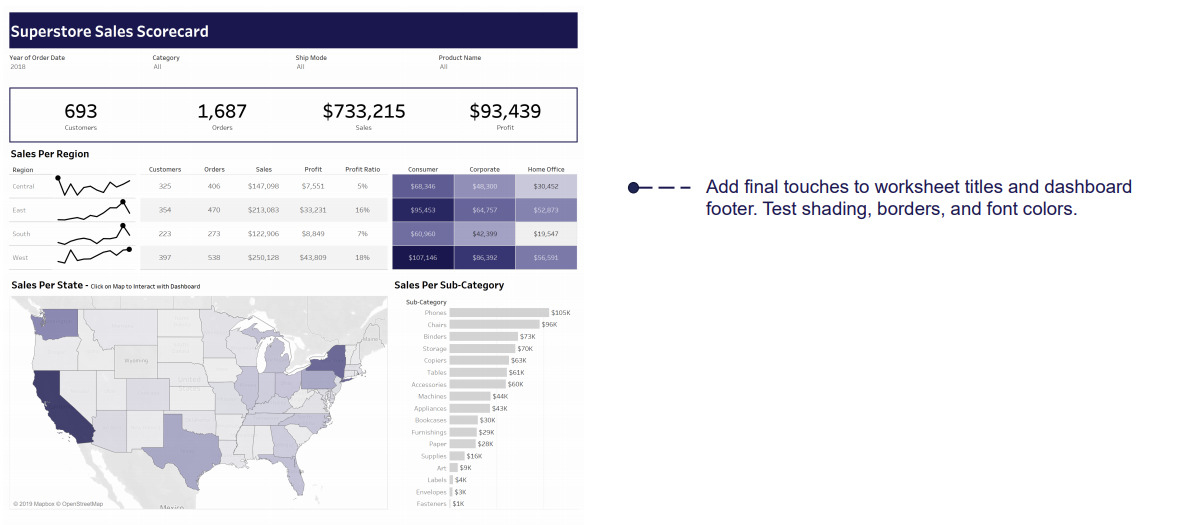 Superstore Sales Scorecard
Year of Order Date Category Ship Mode Product Name
2018 All All All
693 1,687 $733,215 $93,439
Customers Orders Sales Profit
Sales Per Region
Region Customers Orders Sales Profit Profit Ratio Consumer Corporate Home Office
Central 325 406 $147,098 $7,551 5% $68,346 $48,300 $30,452
East 354 470 $213,083 $33,231 16% $95,453 $64,757 $52,873
South 223 273 $122,906 $8,849 7% $60,960 $42,399 $19,547
West 397 538 $250,128 $43,809 18% $107,146 $86,392 $56,591
Sales Per State - Click on Map to Interact with Dashboard
Maine
Wyoming
Mexico
© 2019 Mapbox © OpenStreetMap
Sales Per Sub-Category
Sub-Category
Phones $105K
Chairs $96K
Binders $73K
Storage $70K
Copiers $63K
Tables $61K
Accessories $60K
Machines $44K
Appliances $43K
Bookcases $30K
Furnishings $29K
Paper $28K
Supplies $16K
Art $9K
Labels $4K
Envelopes $3K
Fasteners $1K
Add final touches to worksheet titles and dashboard
footer. Test shading, borders, and font colors.